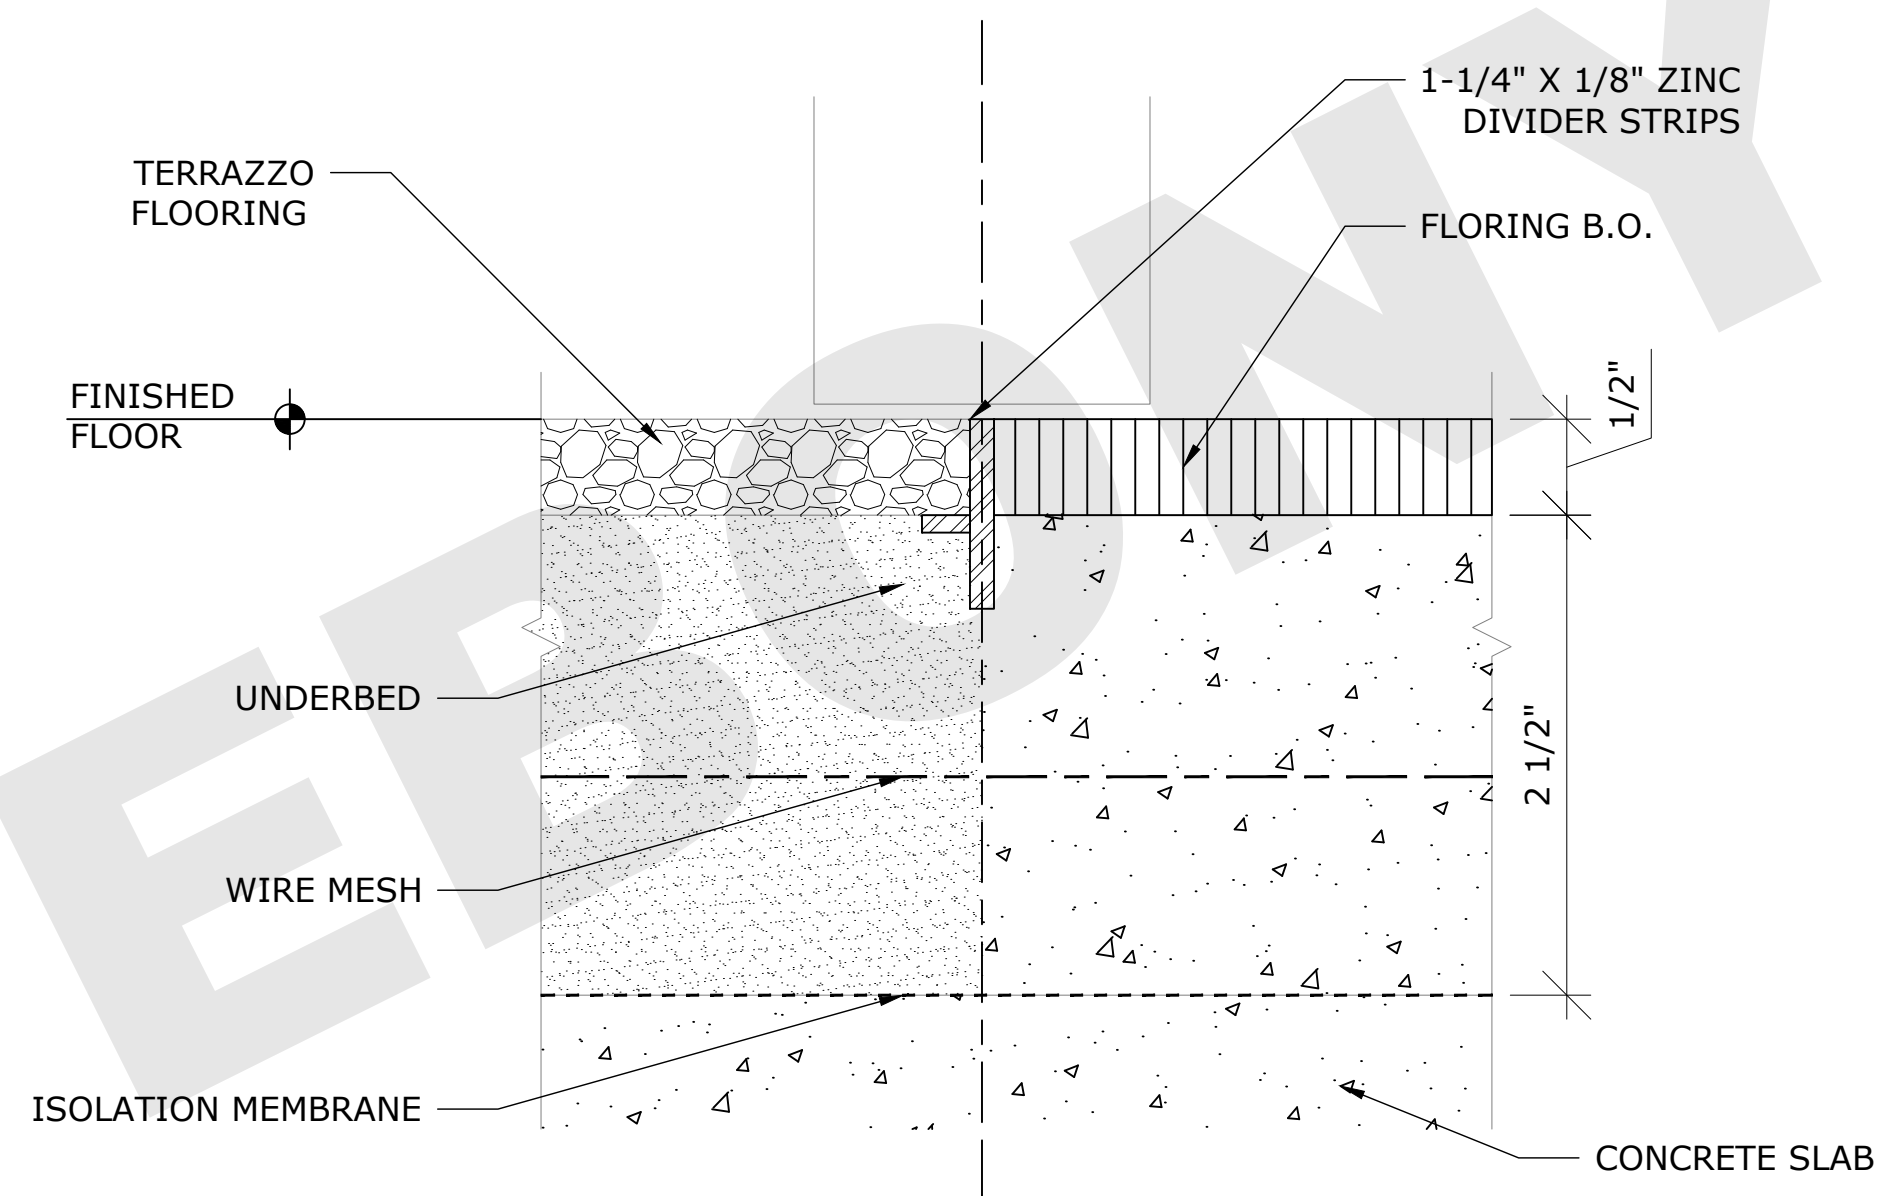 1-1/4" X 1/8" ZINC
DIVIDER STRIPS
TERRAZZO
FLOORING
FLORING B.O.
FINISHED
FLOOR
1/2"
UNDERBED
2 1/2"
WIRE MESH
ISOLATION MEMBRANE
CONCRETE SLAB
EBONY